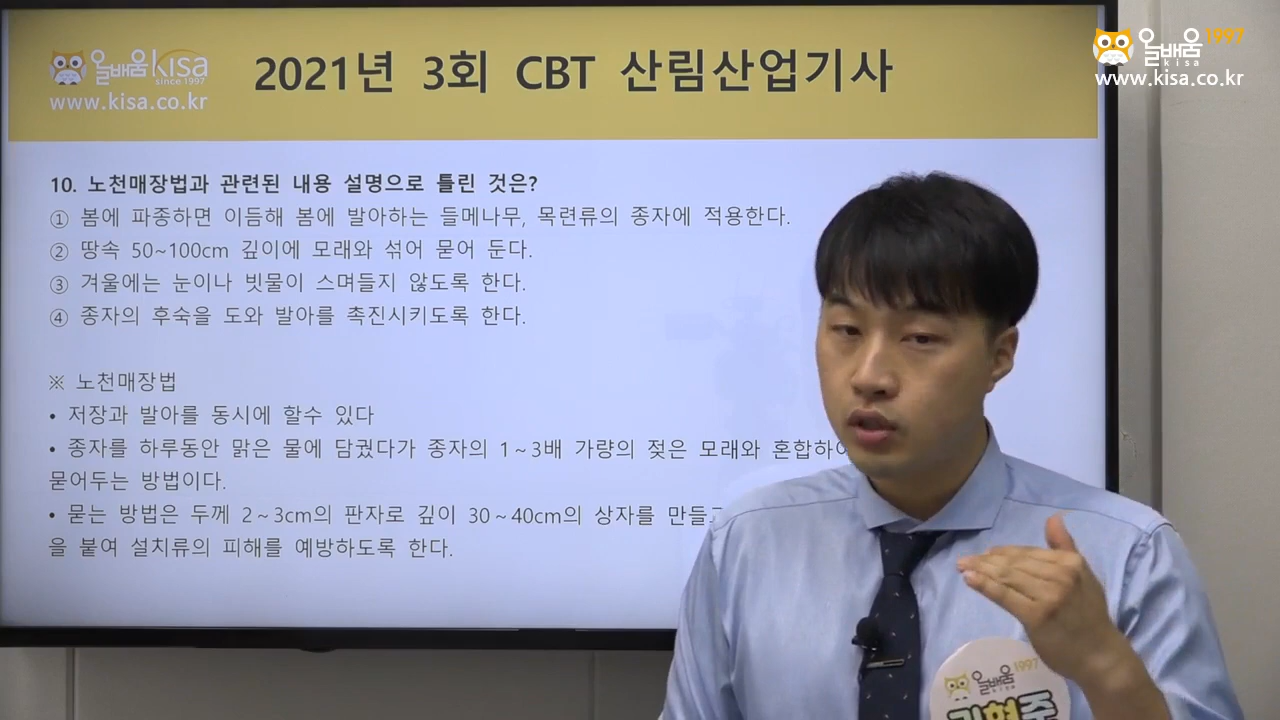 일배움 kisa
since 1997
www.kisa.co.kr
2021년 3회 CBT 산림산업기사
일배움 1997
kisa
www.kisa.co.kr
10. 노천매장법과 관련된 내용 설명으로 틀린 것은?
① 봄에 파종하면 이듬해 봄에 발아하는 들메나무, 목련류의 종자에 적용한다.
② 땅속 50~100cm 깊이에 모래와 섞어 묻어 둔다.
③ 겨울에는 눈이나 빗물이 스며들지 않도록 한다.
④ 종자의 후숙을 도와 발아를 촉진시키도록 한다.
※ 노천매장법
• 저장과 발아를 동시에 할수 있다
• 종자를 하루동안 맑은 물에 담궜다가 종자의 1~3배 가량의 젖은 모래와 혼합하여
묻어두는 방법이다.
• 묻는 방법은 두께 2~3cm의 판자로 깊이 30~40cm의 상자를 만들고
을 붙여 설치류의 피해를 예방하도록 한다.
일배움 1997
kisa